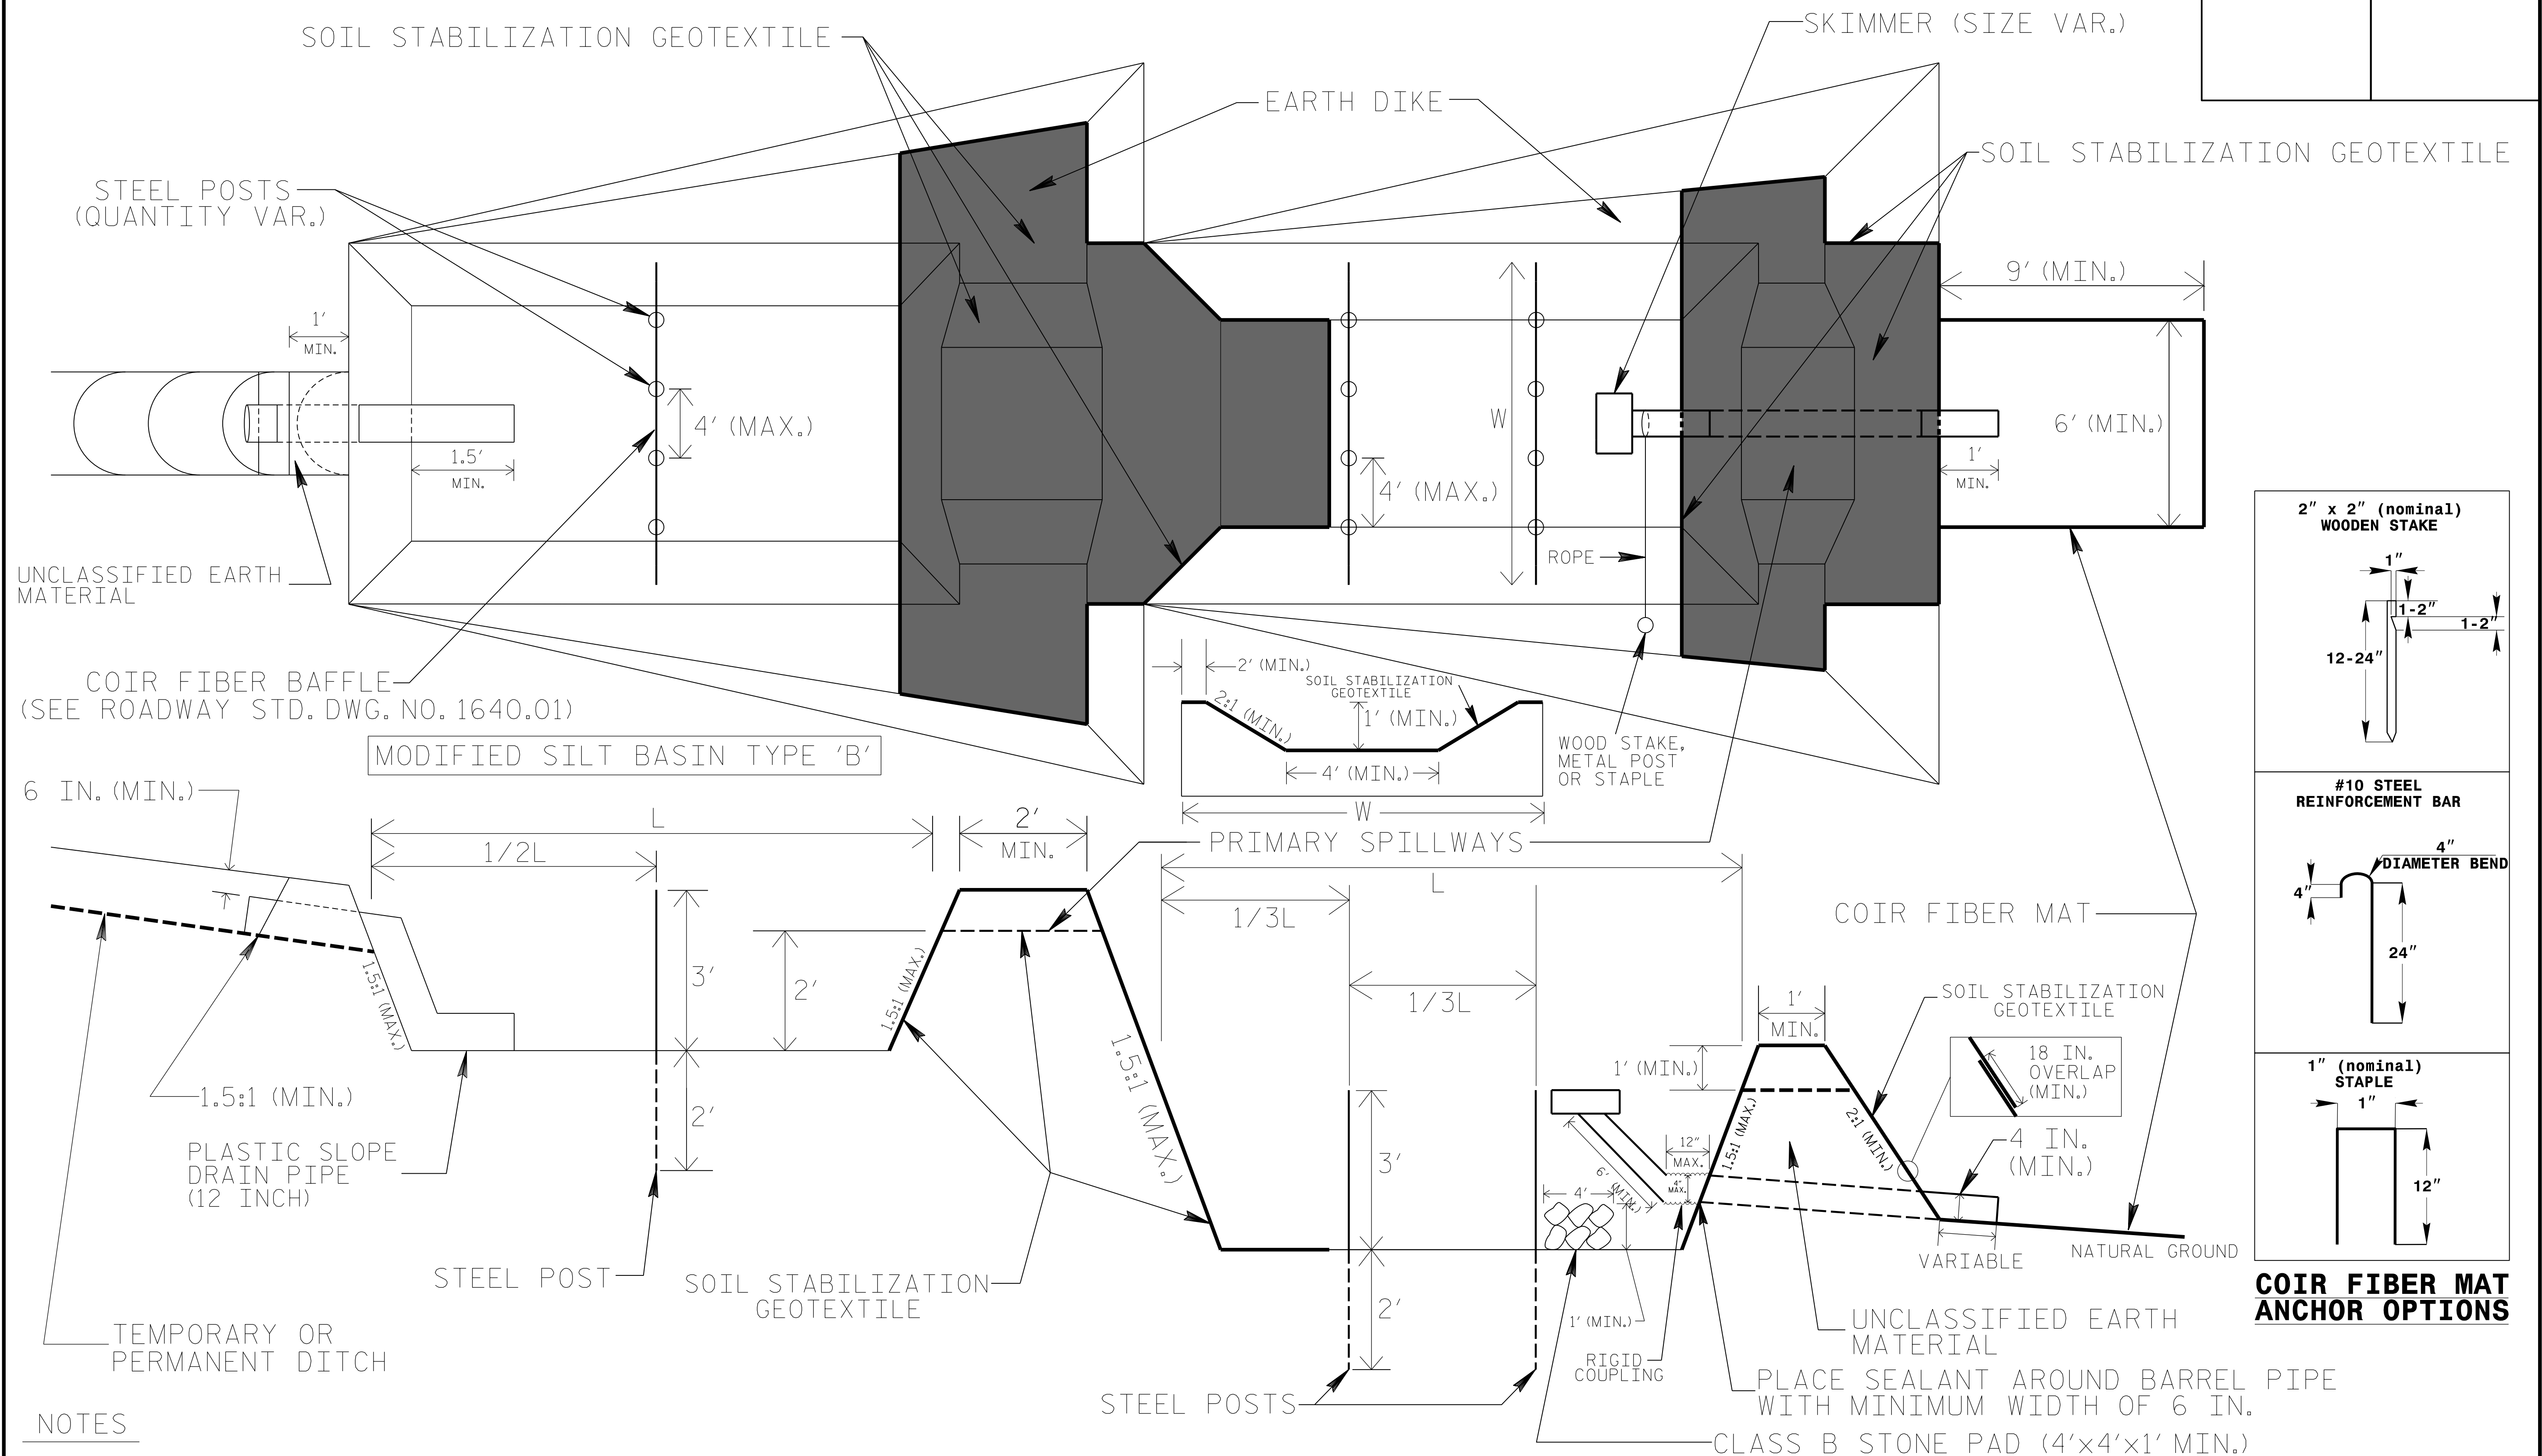 SOIL STABILIZATION GEOTEXTILE
SKIMMER (SIZE VAR.)
EARTH DIKE
SOIL STABILIZATION GEOTEXTILE
STEEL POSTS
(QUANTITY VAR.)
9' (MIN.)
1'
MIN.
4' (MAX.)
W
6' (MIN.)
1.5'
MIN.
4' (MAX.)
1'
MIN.
ROPE
UNCLASSIFIED EARTH
MATERIAL
COIR FIBER BAFFLE
(SEE ROADWAY STD. DWG. NO. 1640.01)
MODIFIED SILT BASIN TYPE 'B'
2' (MIN.)
SOIL STABILIZATION
GEOTEXTILE
2:1 (MIN.)
1' (MIN.)
4' (MIN.)
W
WOOD STAKE,
METAL POST
OR STAPLE
2" x 2" (nominal)
WOODEN STAKE
1"
1-2"
1-2"
12-24"
#10 STEEL
REINFORCEMENT BAR
4"
DIAMETER BEND
4"
24"
1" (nominal)
STAPLE
1"
12"
COIR FIBER MAT
ANCHOR OPTIONS
6 IN. (MIN.)
L
2'
MIN.
1/2L
PRIMARY SPILLWAYS
L
1/3L
1/3L
COIR FIBER MAT
1.5:1 (MAX.)
3'
2'
1.5:1 (MAX.)
1.5:1 (MAX.)
2'
1.5:1 (MIN.)
PLASTIC SLOPE
DRAIN PIPE
(12 INCH)
STEEL POST
SOIL STABILIZATION
GEOTEXTILE
TEMPORARY OR
PERMANENT DITCH
1'
MIN.
1' (MIN.)
SOIL STABILIZATION
GEOTEXTILE
18 IN.
OVERLAP
(MIN.)
12"
MAX.
1.5:1 (MAX.)
2:1 (MIN.)
4 IN.
(MIN.)
3'
6' (MIN.)
4"
MAX.
4'
2'
1' (MIN.)
VARIABLE
NATURAL GROUND
RIGID
COUPLING
UNCLASSIFIED EARTH
MATERIAL
STEEL POSTS
PLACE SEALANT AROUND BARREL PIPE
WITH MINIMUM WIDTH OF 6 IN.
CLASS B STONE PAD (4'x4'x1' MIN.)
NOTES